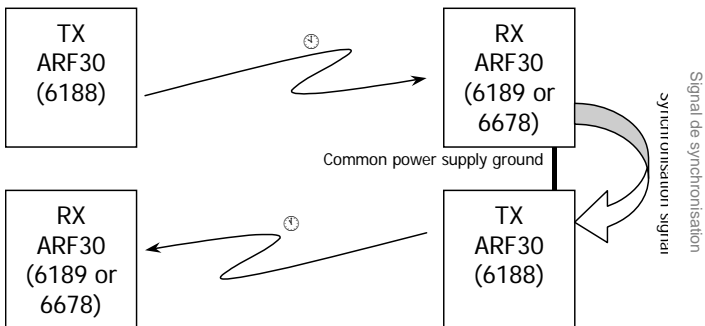 TX
ARF30
(6188)
RX
ARF30
(6189 or
6678)
Common power supply ground
RX
ARF30
(6189 or
6678)
TX
ARF30
(6188)
Synchronisation signal
Signal de synchronisation